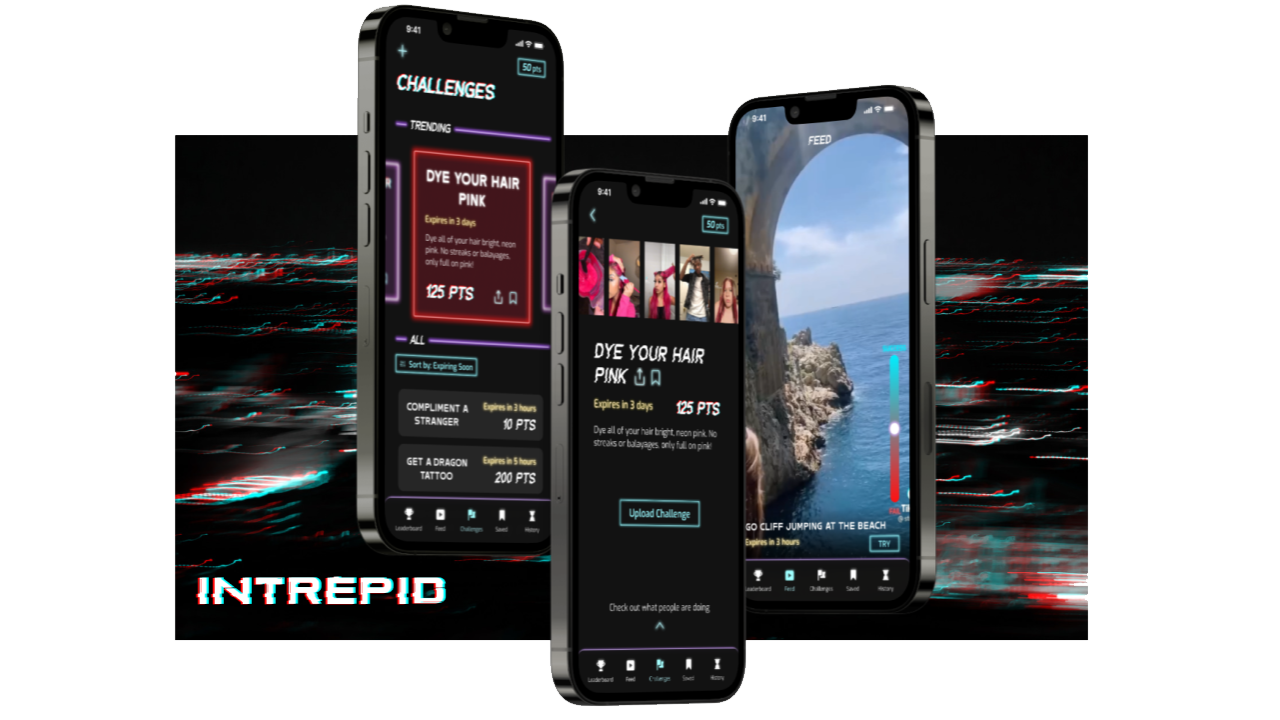 9:41
50 pts
CHALLENGES
TRENDING
DYE YOUR HAIR
PINK
Expires in 3 days
Dye all of your hair bright, neon
pink. No streaks or balayages,
only full on pink!
125 PTS
ALL
Sort by: Expiring Soon
COMPLIMENT A
STRANGER
Expires in 3 hours
10 PTS
GET A DRAGON
TATTOO
Expires in 5 hours
200 PTS
Leaderboard Feed Challenges Saved History
INTREPID
9:41
50 pts
DYE YOUR HAIR
PINK
Expires in 3 days 125 PTS
Dye all of your hair bright, neon pink. No
streaks or balayages, only full on pink!
Upload Challenge
Check out what people are doing
Leaderboard Feed Challenges Saved History
9:41
FEED
GO CLIFF JUMPING AT THE BEACH
Expires in 3 hours
TRY
Leaderboard Feed Challenges Saved History